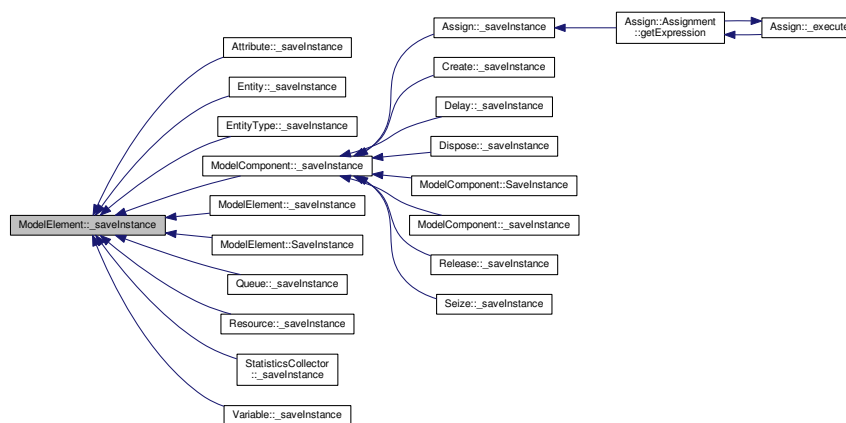 ModelElement::_saveInstance
Attribute::_saveInstance
Entity::_saveInstance
EntityType::_saveInstance
ModelComponent::_saveInstance
ModelElement::_saveInstance
ModelElement::SaveInstance
Queue::_saveInstance
Resource::_saveInstance
StatisticsCollector
::_saveInstance
Variable::_saveInstance
Assign::_saveInstance
Create::_saveInstance
Delay::_saveInstance
Dispose::_saveInstance
ModelComponent::SaveInstance
ModelComponent::_saveInstance
Release::_saveInstance
Seize::_saveInstance
Assign::Assignment
::getExpression
Assign::_execute